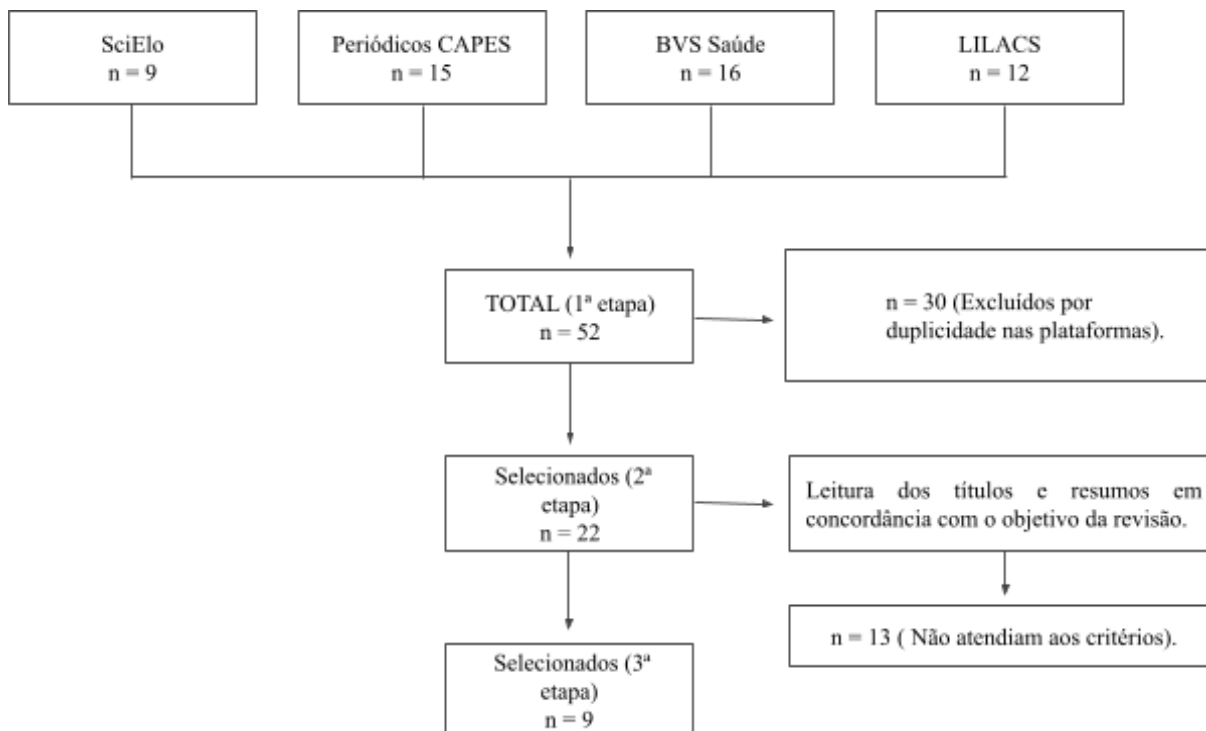 SciElo
n = 9
Periódicos CAPES
n = 15
BVS Saúde
n = 16
LILACS
n = 12
TOTAL (1ª etapa)
n = 52
n = 30 (Excluídos por
duplicidade nas plataformas).
Selecionados (2ª
etapa)
n = 22
Leitura dos títulos e resumos em
concordância com o objetivo da revisão.
n = 13 ( Não atendiam aos critérios).
Selecionados (3ª
etapa)
n = 9